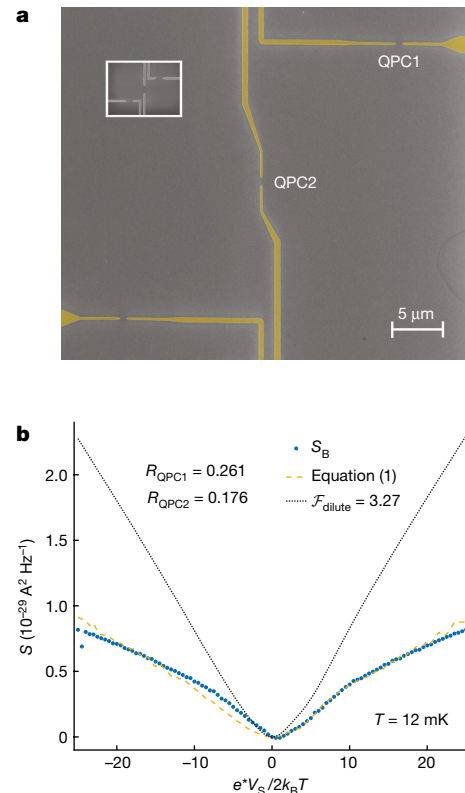 a
QPC1
QPC2
5 μm
b
2.0
1.5
1.0
0.5
0
S (10⁻²⁹ A² Hz⁻¹)
R_QPC1 = 0.261
R_QPC2 = 0.176
S_B
Equation (1)
ℱ_dilute = 3.27
T = 12 mK
−20 −10 0 10 20
e*V_S/2k_BT